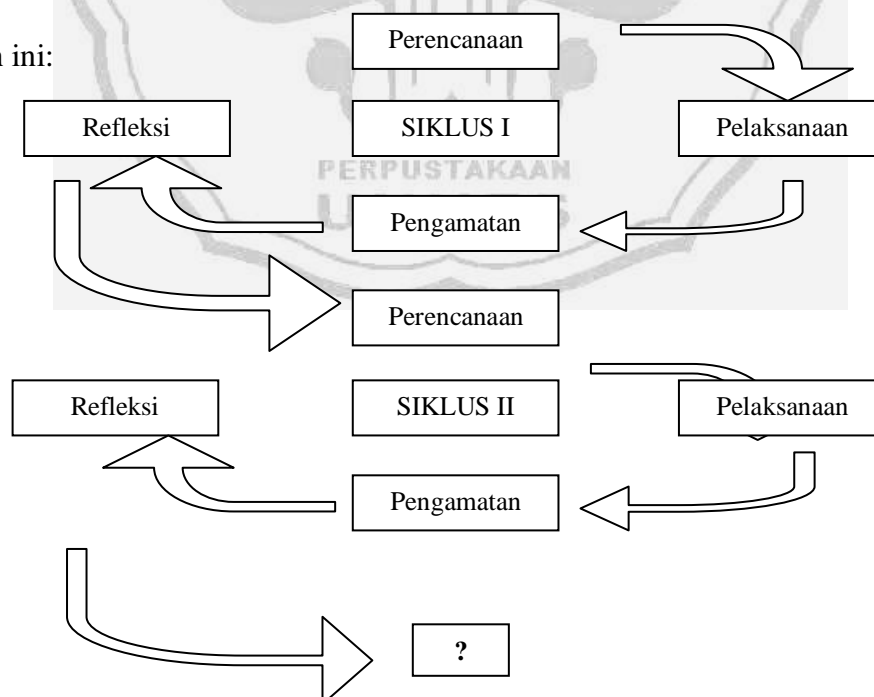 Perencanaan
n ini:
Refleksi
SIKLUS I
Pelaksanaan
PERPUSTAKAAN
Pengamatan
Perencanaan
Refleksi
SIKLUS II
Pelaksanaan
Pengamatan
?